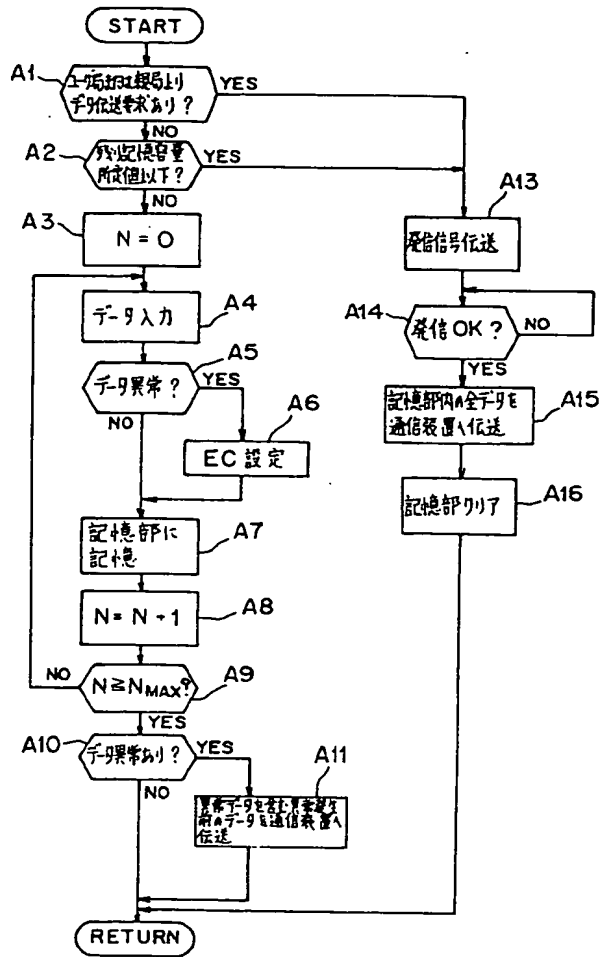 START
A1
ユーザ局または親局より
データ伝送要求あり？
YES
NO
A2
残り記憶容量
所定値以下？
YES
NO
A3
N = 0
A4
データ入力
A5
データ異常？
YES
NO
A6
EC 設定
A7
記憶部に
記憶
A8
N = N + 1
A9
N ≧ NMAX？
NO
YES
A10
データ異常あり？
YES
NO
A11
異常データを含む異常発生
前のデータを通信装置へ
伝送
RETURN
A13
発信信号伝送
A14
発信 OK？
NO
YES
A15
記憶部内の全データを
通信装置へ伝送
A16
記憶部クリア